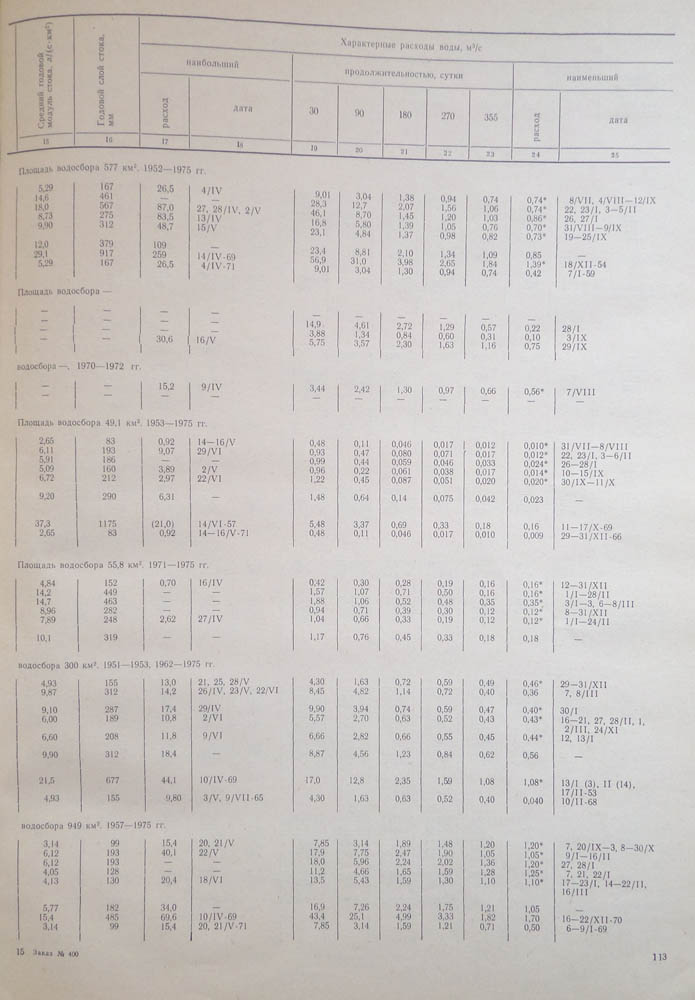 Средний годовой модуль стока, л/(с·км²)
Годовой слой стока, мм
Характерные расходы воды, м³/с
наибольший
продолжительностью, сутки
наименьший
расход
дата
30 90 180 270 355
расход
дата
15 16 17 18 19 20 21 22 23 24 25
Площадь водосбора 577 км². 1952—1975 гг.
5,29 167 26,5 4/IV 9,01 3,04 1,38 0,94 0,74 0,74* 8/VII, 4/VIII—12/IX
14,6 461 — — 28,3 12,7 2,07 1,56 1,06 0,74* 22, 23/I, 3—5/II
18,0 567 87,0 27, 28/IV, 2/V 46,1 8,70 1,45 1,20 1,03 0,86* 26, 27/I
8,73 275 83,5 13/IV 16,8 5,80 1,39 1,05 0,76 0,70* 31/VIII—9/IX
9,90 312 48,7 15/V 23,1 4,84 1,37 0,98 0,82 0,73* 19—25/IX
12,0 379 109 — 23,4 8,81 2,10 1,34 1,09 0,85 —
29,1 917 259 14/IV-69 56,9 31,0 3,98 2,65 1,84 1,39* 18/XII-54
5,29 167 26,5 4/IV-71 9,01 3,04 1,30 0,94 0,74 0,42 7/I-59
Площадь водосбора —
— — — — — — — — — — —
— — — — — — — — — — —
— — — — 14,9 4,61 2,72 1,29 0,57 0,22 28/I
— — — — 3,88 1,34 0,84 0,60 0,31 0,10 3/IX
— — 30,6 16/V 5,75 3,57 2,30 1,63 1,16 0,75 29/IX
водосбора —, 1970—1972 гг.
— — 15,2 9/IV 3,44 2,42 1,30 0,97 0,66 0,56* 7/VIII
— — — — — — — — — — —
Площадь водосбора 49,1 км². 1953—1975 гг.
2,65 83 0,92 14—16/V 0,48 0,11 0,046 0,017 0,012 0,010* 31/VII—8/VIII
6,11 193 9,07 29/VI 0,93 0,47 0,080 0,071 0,017 0,012* 22, 23/I, 3—6/II
5,91 186 — — 0,99 0,44 0,059 0,046 0,033 0,024* 26—28/I
5,09 160 3,89 2/V 0,96 0,22 0,061 0,038 0,017 0,014* 10—15/IX
6,72 212 2,97 22/VI 1,22 0,45 0,087 0,051 0,020 0,020* 30/IX—11/X
9,20 290 6,31 — 1,48 0,64 0,14 0,075 0,042 0,023 —
37,3 1175 (21,0) 14/VI-57 5,48 3,37 0,69 0,33 0,18 0,16 11—17/X-69
2,65 83 0,92 14—16/V-71 0,48 0,11 0,046 0,017 0,010 0,009 29—31/XII-66
Площадь водосбора 55,8 км². 1971—1975 гг.
4,84 152 0,70 16/IV 0,42 0,30 0,28 0,19 0,16 0,16* 12—31/XII
14,2 449 — — 1,57 1,07 0,71 0,50 0,16 0,16* 1/I—28/II
14,7 463 — — 1,88 1,06 0,52 0,48 0,35 0,35* 3/I—3, 6—8/III
8,96 282 — — 0,94 0,71 0,39 0,30 0,12 0,12* 8—31/XII
7,89 248 2,62 27/IV 1,04 0,66 0,33 0,19 0,12 0,12* 1/I—24/II
10,1 319 — — 1,17 0,76 0,45 0,33 0,18 0,18 —
водосбора 300 км². 1951—1953, 1962—1975 гг.
4,93 155 13,0 21, 25, 28/V 4,30 1,63 0,72 0,59 0,49 0,46* 29—31/XII
9,87 312 14,2 26/IV, 23/V, 22/VI 8,45 4,82 1,14 0,72 0,40 0,36 7, 8/III
9,10 287 17,4 29/IV 9,90 3,94 0,74 0,59 0,47 0,40* 30/I
6,00 189 10,8 2/VI 5,57 2,70 0,63 0,52 0,43 0,43* 16—21, 27, 28/II, 1,
2/III, 24/XI
6,60 208 11,8 9/VI 6,66 2,82 0,66 0,55 0,45 0,44* 12, 13/I
9,90 312 18,4 — 8,87 4,56 1,23 0,84 0,62 0,56 —
21,5 677 44,1 10/IV-69 17,0 12,8 2,35 1,59 1,08 1,08* 13/I (3), II (14),
17/II-53
4,93 155 9,80 3/V, 9/VII-65 4,30 1,63 0,63 0,52 0,40 0,040 10/II-68
водосбора 949 км². 1957—1975 гг.
3,14 99 15,4 20, 21/V 7,85 3,14 1,89 1,48 1,20 1,20* 7, 20/IX—3, 8—30/X
6,12 193 40,1 22/V 17,9 7,75 2,47 1,90 1,05 1,05* 9/I—16/II
6,12 193 — — 18,0 5,96 2,24 2,02 1,36 1,20* 27, 28/I
4,05 128 — — 11,2 4,66 1,65 1,59 1,28 1,25* 7, 21, 22/I
4,13 130 20,4 18/VI 13,5 5,43 1,59 1,30 1,10 1,10* 17—23/I, 14—22/II,
16/III
5,77 182 34,0 — 16,9 7,26 2,24 1,75 1,21 1,05 —
15,4 485 69,6 10/IV-69 43,4 25,1 4,99 3,33 1,82 1,70 16—22/XII-70
3,14 99 15,4 20, 21/V-71 7,85 3,14 1,59 1,21 0,71 0,50 6—9/I-69
15 Заказ № 400
113